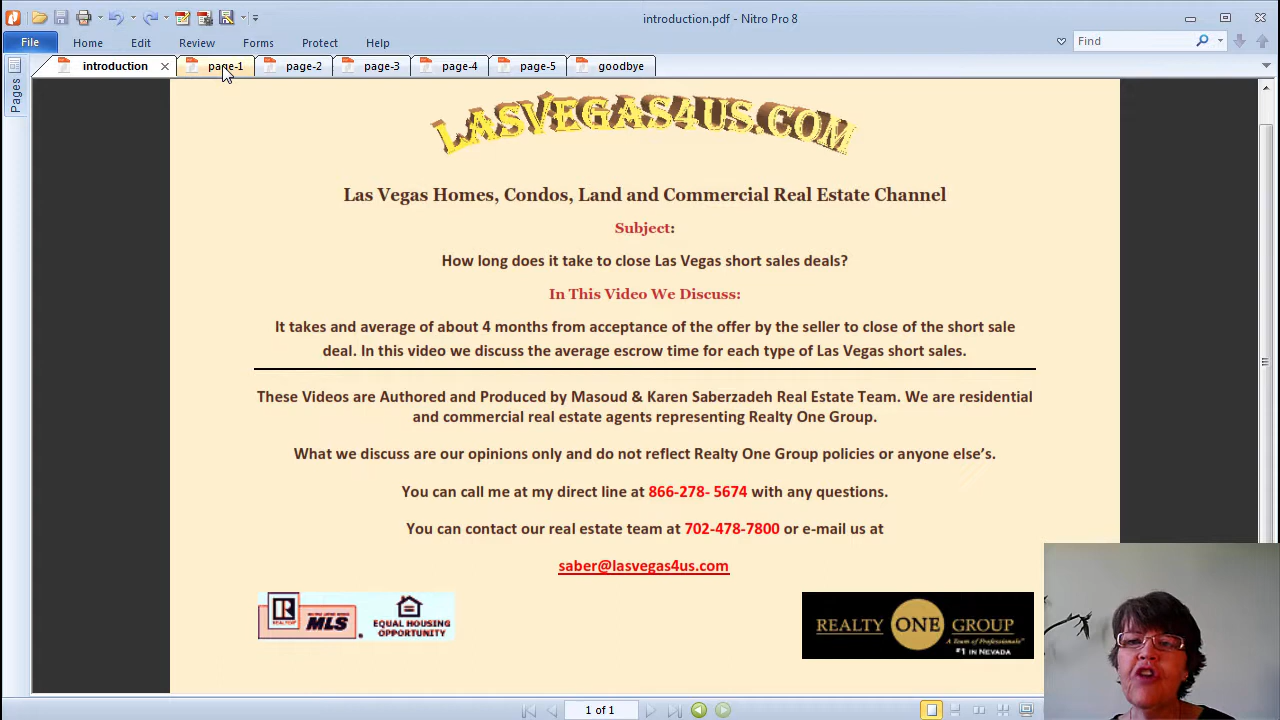 introduction.pdf - Nitro Pro 8
File Home Edit Review Forms Protect Help
Find
introduction page-1 page-2 page-3 page-4 page-5 goodbye
Pages
LASVEGAS4US.COM
Las Vegas Homes, Condos, Land and Commercial Real Estate Channel
Subject:
How long does it take to close Las Vegas short sales deals?
In This Video We Discuss:
It takes and average of about 4 months from acceptance of the offer by the seller to close of the short sale
deal. In this video we discuss the average escrow time for each type of Las Vegas short sales.
These Videos are Authored and Produced by Masoud & Karen Saberzadeh Real Estate Team. We are residential
and commercial real estate agents representing Realty One Group.
What we discuss are our opinions only and do not reflect Realty One Group policies or anyone else's.
You can call me at my direct line at 866-278- 5674 with any questions.
You can contact our real estate team at 702-478-7800 or e-mail us at
saber@lasvegas4us.com
R
REALTOR
MLS
EQUAL HOUSING
OPPORTUNITY
REALTY ONE GROUP
A Team of Professionals
#1 IN NEVADA
1 of 1